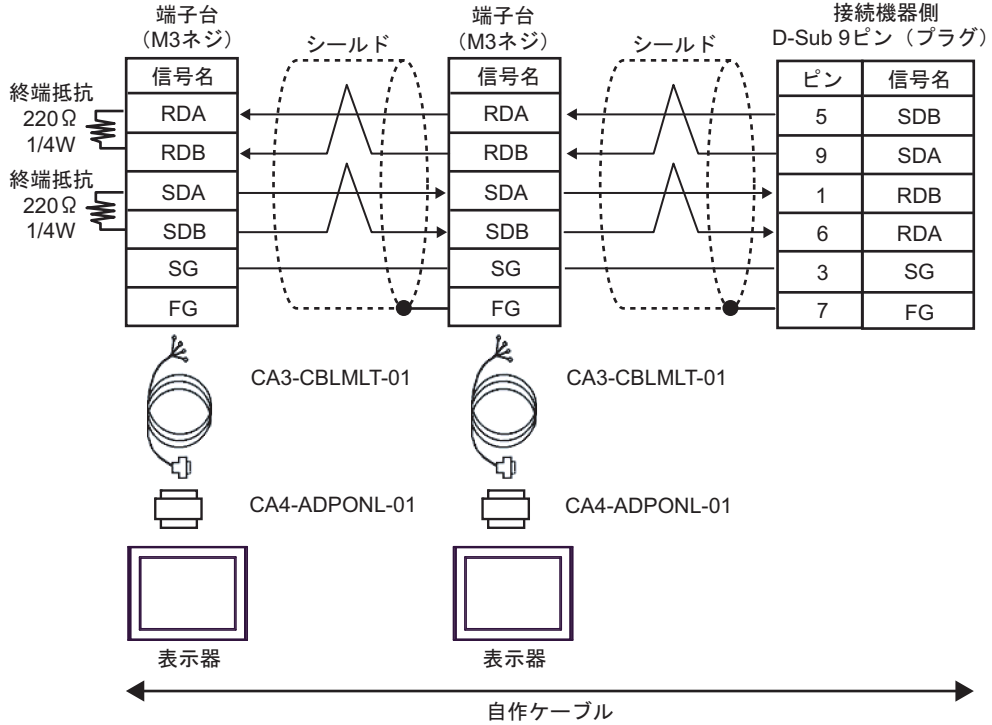 端子台
（M3ネジ）
シールド
端子台
（M3ネジ）
シールド
接続機器側
D-Sub 9ピン（プラグ）
終端抵抗
220Ω
1/4W
終端抵抗
220Ω
1/4W
信号名
RDA
RDB
SDA
SDB
SG
FG
信号名
RDA
RDB
SDA
SDB
SG
FG
ピン 信号名
5 SDB
9 SDA
1 RDB
6 RDA
3 SG
7 FG
CA3-CBLMLT-01
CA3-CBLMLT-01
CA4-ADPONL-01
CA4-ADPONL-01
表示器
表示器
自作ケーブル